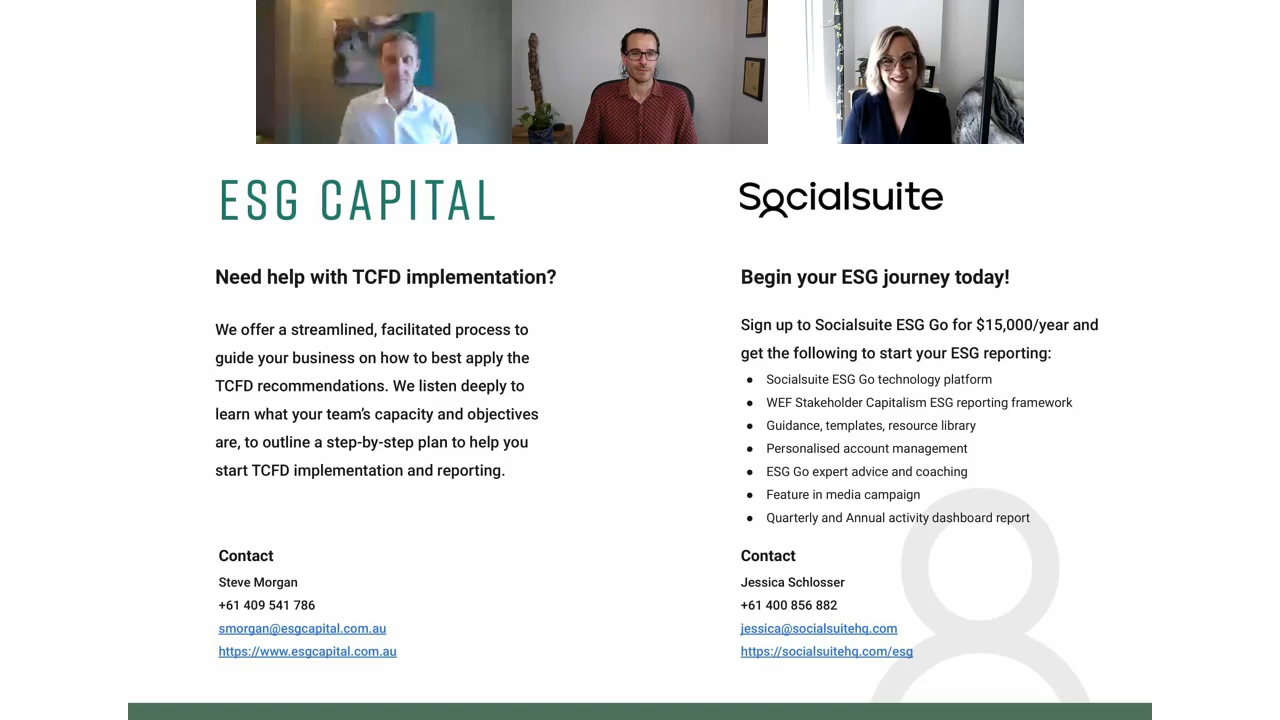 ESG CAPITAL
Need help with TCFD implementation?
We offer a streamlined, facilitated process to
guide your business on how to best apply the
TCFD recommendations. We listen deeply to
learn what your team's capacity and objectives
are, to outline a step-by-step plan to help you
start TCFD implementation and reporting.
Contact
Steve Morgan
+61 409 541 786
smorgan@esgcapital.com.au
https://www.esgcapital.com.au
Socialsuite
Begin your ESG journey today!
Sign up to Socialsuite ESG Go for $15,000/year and
get the following to start your ESG reporting:
● Socialsuite ESG Go technology platform
● WEF Stakeholder Capitalism ESG reporting framework
● Guidance, templates, resource library
● Personalised account management
● ESG Go expert advice and coaching
● Feature in media campaign
● Quarterly and Annual activity dashboard report
Contact
Jessica Schlosser
+61 400 856 882
jessica@socialsuitehq.com
https://socialsuitehq.com/esg